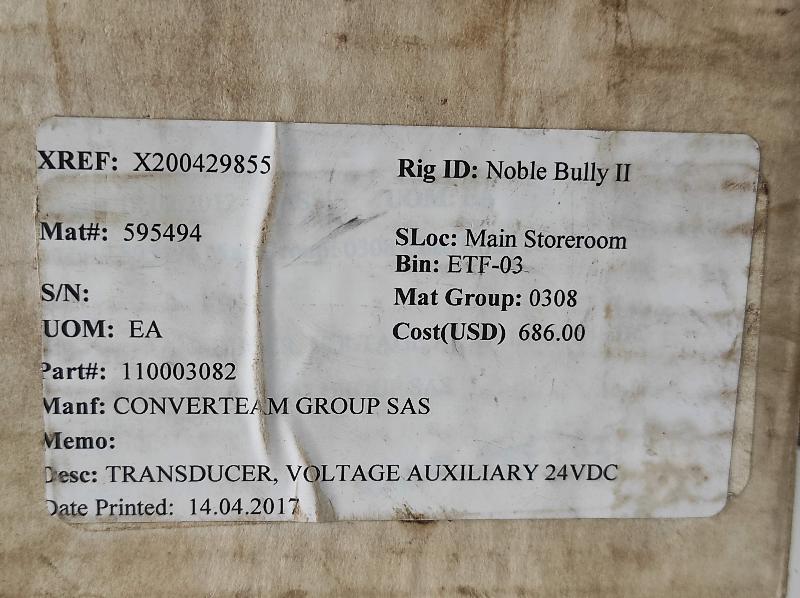 XREF: X200429855
Rig ID: Noble Bully II
Mat#: 595494
SLoc: Main Storeroom
Bin: ETF-03
S/N:
Mat Group: 0308
UOM: EA
Cost(USD) 686.00
Part#: 110003082
Manf: CONVERTEAM GROUP SAS
Memo:
Desc: TRANSDUCER, VOLTAGE AUXILIARY 24VDC
Date Printed: 14.04.2017